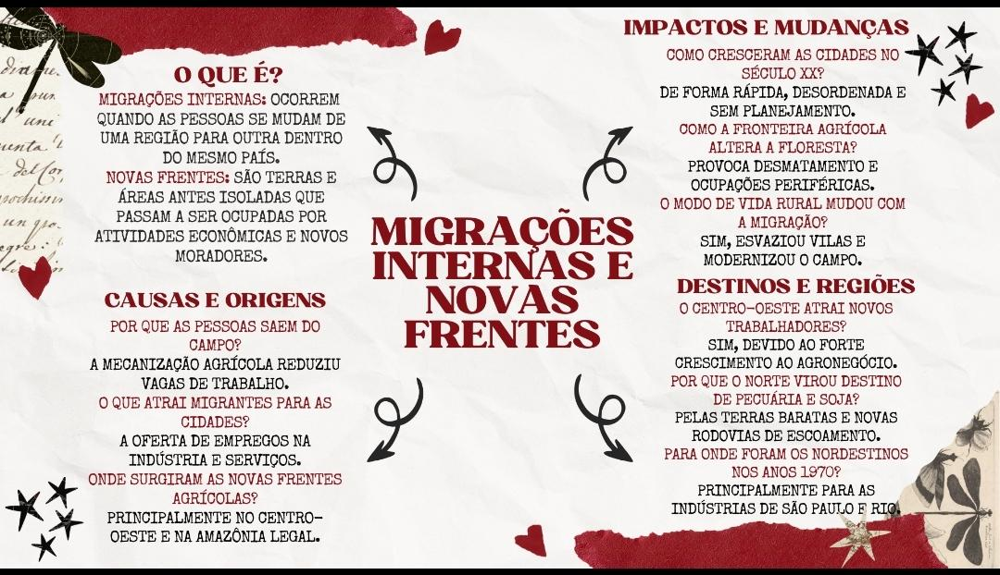 O QUE É?
MIGRAÇÕES INTERNAS: OCORREM
QUANDO AS PESSOAS SE MUDAM DE
UMA REGIÃO PARA OUTRA DENTRO
DO MESMO PAÍS.
NOVAS FRENTES: SÃO TERRAS E
ÁREAS ANTES ISOLADAS QUE
PASSAM A SER OCUPADAS POR
ATIVIDADES ECONÔMICAS E NOVOS
MORADORES.
CAUSAS E ORIGENS
POR QUE AS PESSOAS SAEM DO
CAMPO?
A MECANIZAÇÃO AGRÍCOLA REDUZIU
VAGAS DE TRABALHO.
O QUE ATRAI MIGRANTES PARA AS
CIDADES?
A OFERTA DE EMPREGOS NA
INDÚSTRIA E SERVIÇOS.
ONDE SURGIRAM AS NOVAS FRENTES
AGRÍCOLAS?
PRINCIPALMENTE NO CENTRO-
OESTE E NA AMAZÔNIA LEGAL.
MIGRAÇÕES
INTERNAS E
NOVAS
FRENTES
IMPACTOS E MUDANÇAS
COMO CRESCERAM AS CIDADES NO
SÉCULO XX?
DE FORMA RÁPIDA, DESORDENADA E
SEM PLANEJAMENTO.
COMO A FRONTEIRA AGRÍCOLA
ALTERA A FLORESTA?
PROVOCA DESMATAMENTO E
OCUPAÇÕES PERIFÉRICAS.
O MODO DE VIDA RURAL MUDOU COM
A MIGRAÇÃO?
SIM, ESVAZIOU VILAS E
MODERNIZOU O CAMPO.
DESTINOS E REGIÕES
O CENTRO-OESTE ATRAI NOVOS
TRABALHADORES?
SIM, DEVIDO AO FORTE
CRESCIMENTO AO AGRONEGÓCIO.
POR QUE O NORTE VIROU DESTINO
DE PECUÁRIA E SOJA?
PELAS TERRAS BARATAS E NOVAS
RODOVIAS DE ESCOAMENTO.
PARA ONDE FORAM OS NORDESTINOS
NOS ANOS 1970?
PRINCIPALMENTE PARA AS
INDÚSTRIAS DE SÃO PAULO E RIO.